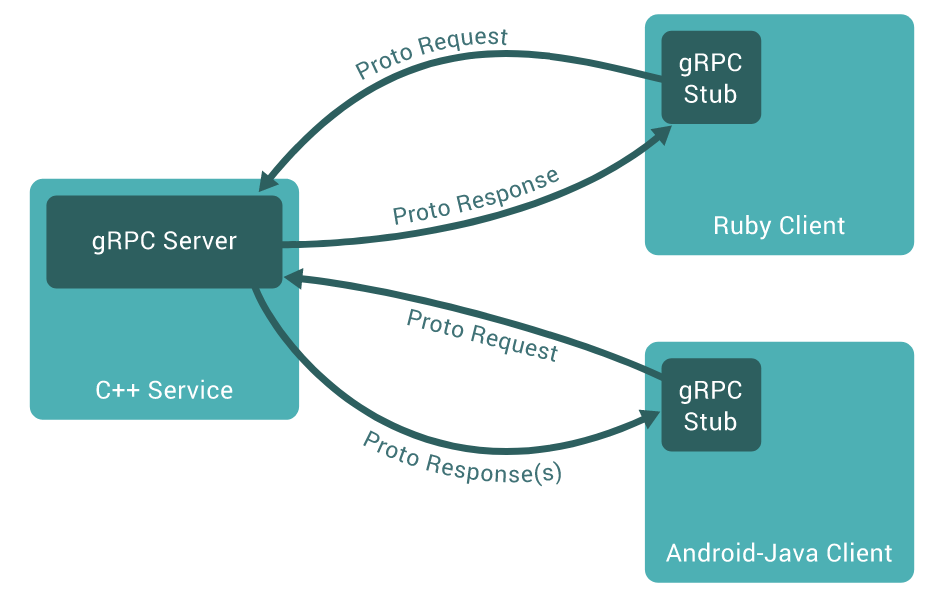 Proto Request
gRPC
Stub
Ruby Client
Proto Response
gRPC Server
C++ Service
Proto Request
gRPC
Stub
Android-Java Client
Proto Response(s)